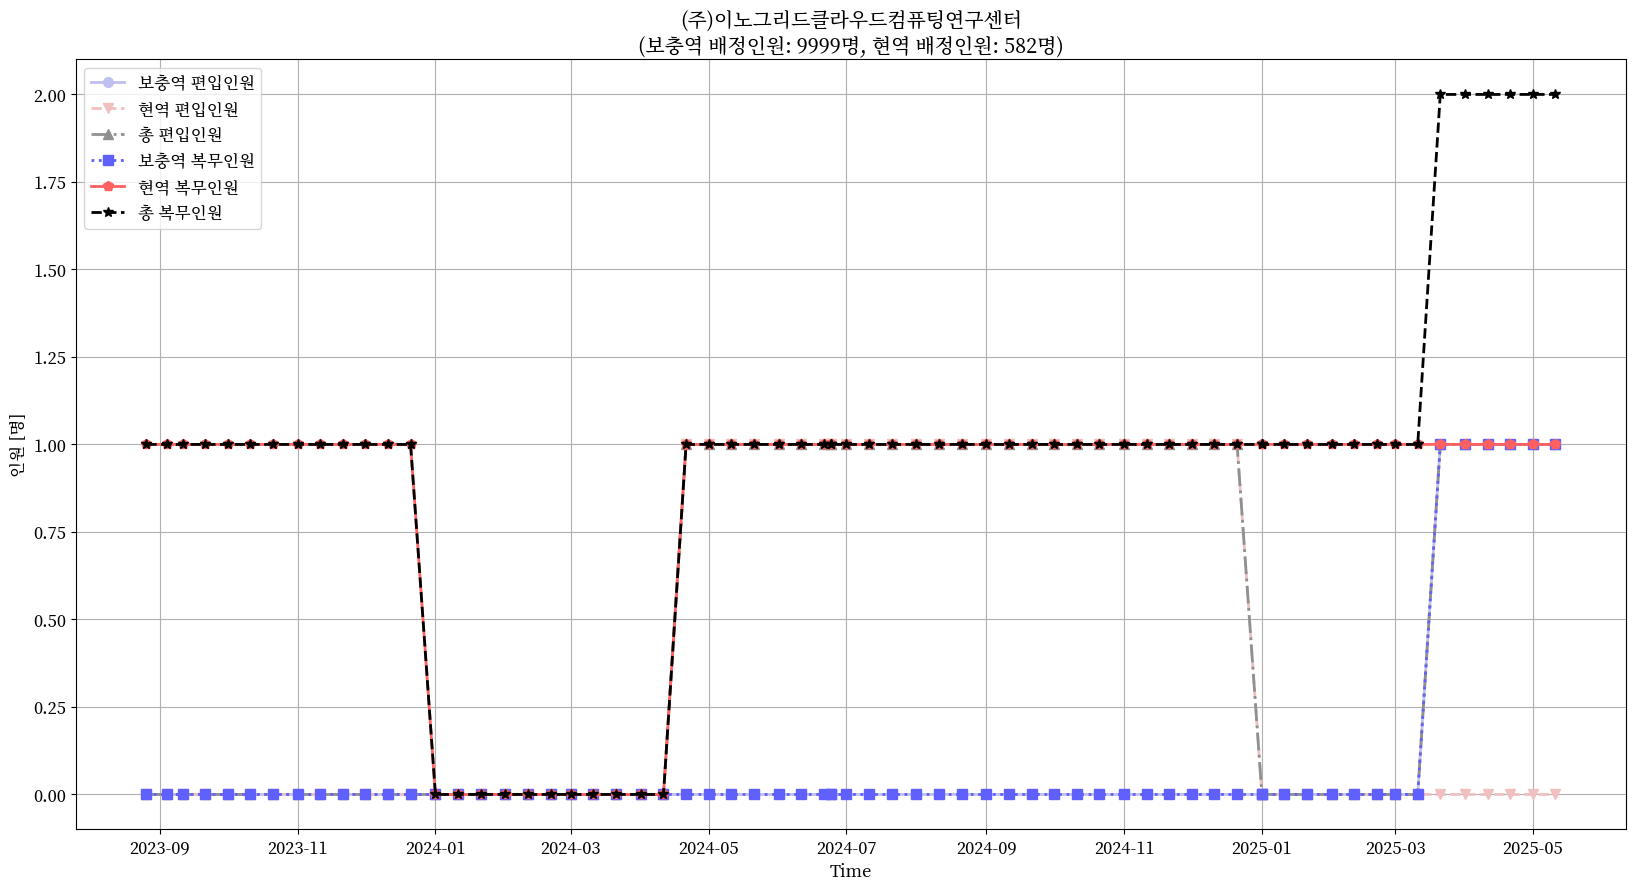 (주)이노그리드클라우드컴퓨팅연구센터
(보충역 배정인원: 9999명, 현역 배정인원: 582명)
보충역 편입인원
현역 편입인원
총 편입인원
보충역 복무인원
현역 복무인원
총 복무인원
2.00
1.75
1.50
1.25
1.00
0.75
0.50
0.25
0.00
인원 [명]
2023-09
2023-11
2024-01
2024-03
2024-05
2024-07
2024-09
2024-11
2025-01
2025-03
2025-05
Time